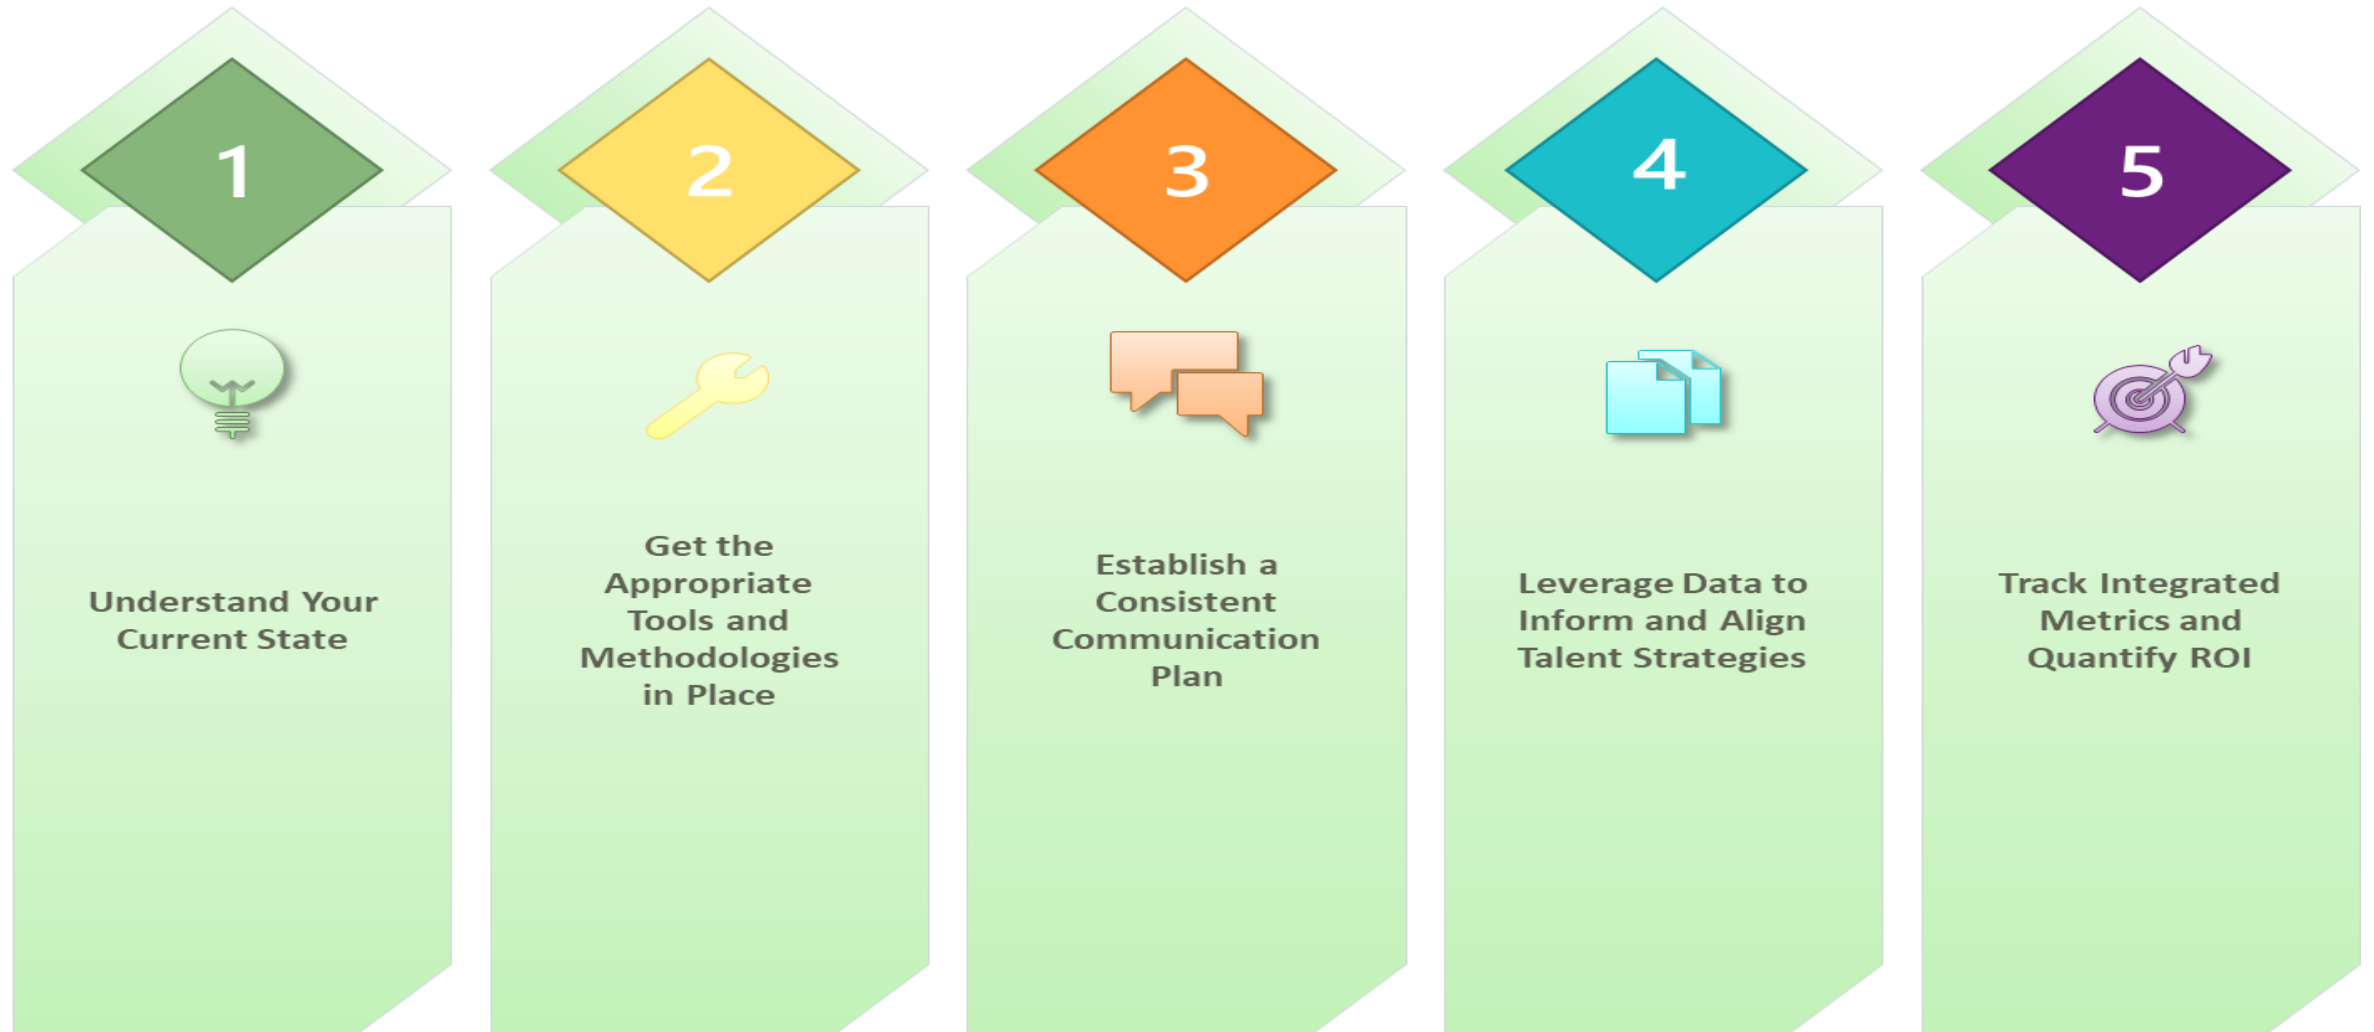 1
Understand Your
Current State
2
Get the
Appropriate
Tools and
Methodologies
in Place
3
Establish a
Consistent
Communication
Plan
4
Leverage Data to
Inform and Align
Talent Strategies
5
Track Integrated
Metrics and
Quantify ROI